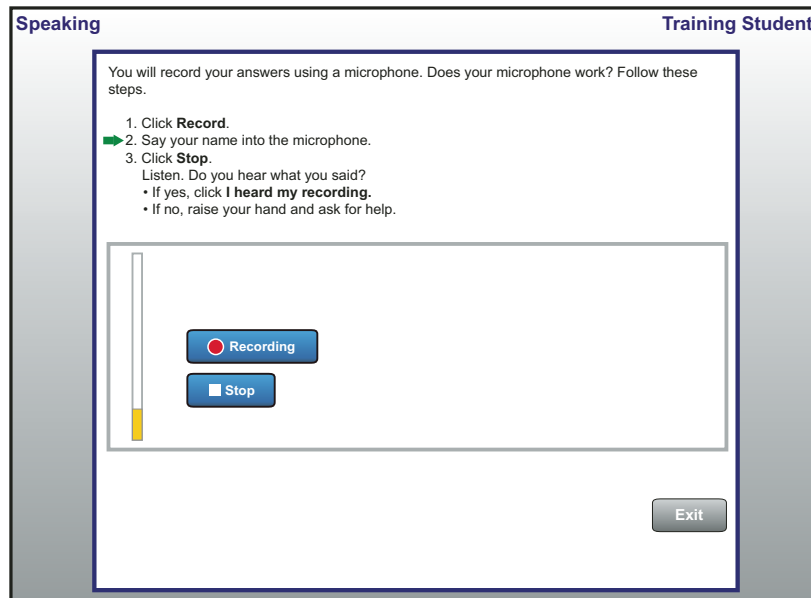 Speaking
Training Student
You will record your answers using a microphone. Does your microphone work? Follow these
steps.
1. Click Record.
2. Say your name into the microphone.
3. Click Stop.
Listen. Do you hear what you said?
• If yes, click I heard my recording.
• If no, raise your hand and ask for help.
Recording
Stop
Exit